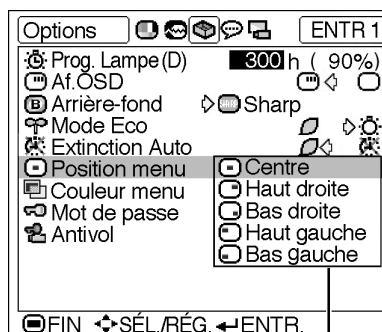 Options ENTR 1
Prog. Lampe (D) 300 h ( 90%)
Af.OSD
B Arrière-fond Sharp
Mode Eco
Extinction Auto
Position menu Centre
Couleur menu Haut droite
Mot de passe Bas droite
Antivol Haut gauche
Bas gauche
FIN SÉL./RÉG. ENTR.